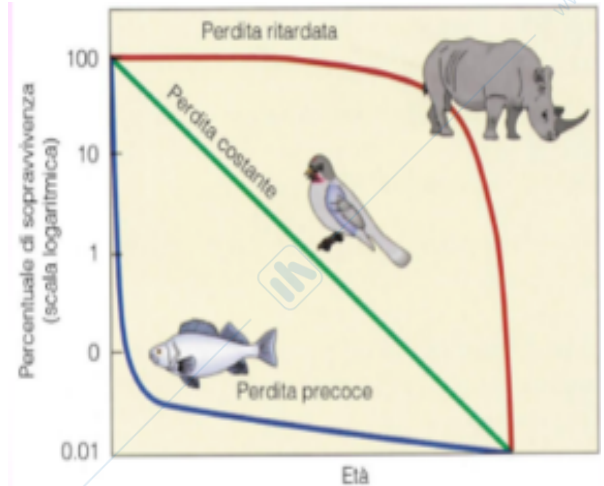 Perdita ritardata
100
Perdita costante
10
1
0
Perdita precoce
0.01
Età
Percentuale di sopravvivenza
(scala logaritmica)